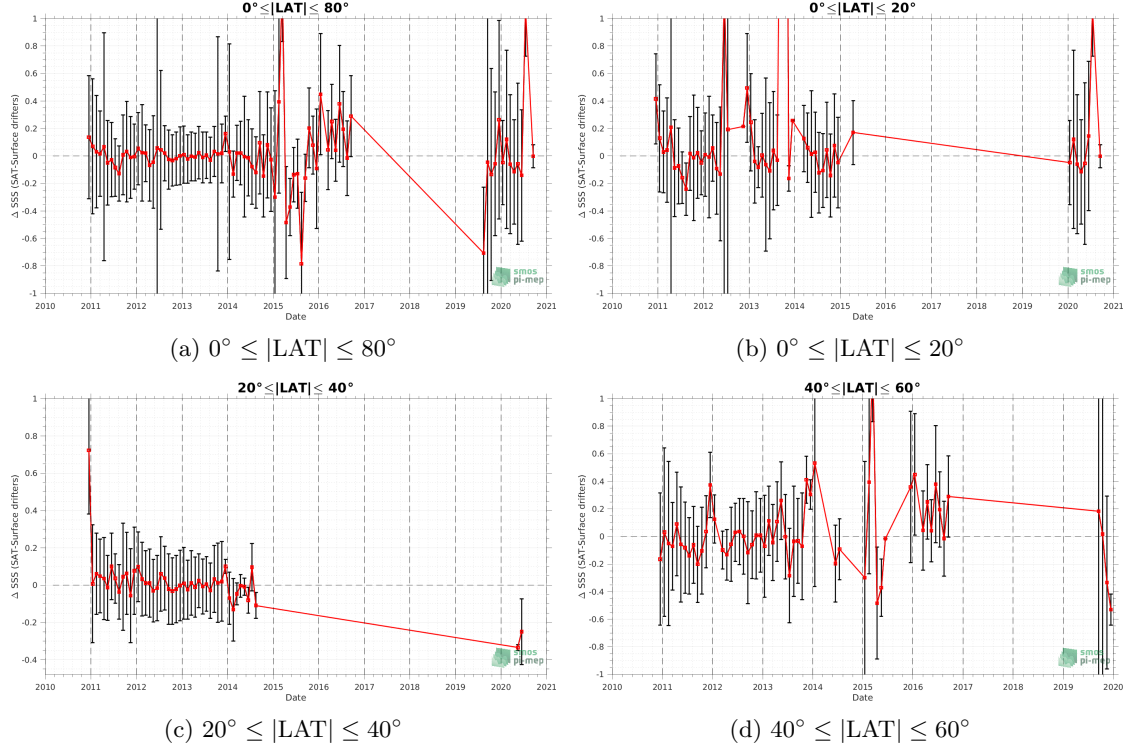 0°≤|LAT|≤ 80°
1
0.8
0.6
0.4
0.2
0
-0.2
-0.4
-0.6
-0.8
-1
Δ SSS (SAT-Surface drifters)
2010 2011 2012 2013 2014 2015 2016 2017 2018 2019 2020 2021
Date
smos
pi-mep
(a) 0° ≤ |LAT| ≤ 80°
0°≤|LAT|≤ 20°
1
0.8
0.6
0.4
0.2
0
-0.2
-0.4
-0.6
-0.8
-1
Δ SSS (SAT-Surface drifters)
2010 2011 2012 2013 2014 2015 2016 2017 2018 2019 2020 2021
Date
smos
pi-mep
(b) 0° ≤ |LAT| ≤ 20°
20°≤|LAT|≤ 40°
1
0.8
0.6
0.4
0.2
0
-0.2
-0.4
Δ SSS (SAT-Surface drifters)
2010 2011 2012 2013 2014 2015 2016 2017 2018 2019 2020 2021
Date
smos
pi-mep
(c) 20° ≤ |LAT| ≤ 40°
40°≤|LAT|≤ 60°
1
0.8
0.6
0.4
0.2
0
-0.2
-0.4
-0.6
-0.8
-1
Δ SSS (SAT-Surface drifters)
2010 2011 2012 2013 2014 2015 2016 2017 2018 2019 2020
Date
smos
pi-mep
(d) 40° ≤ |LAT| ≤ 60°